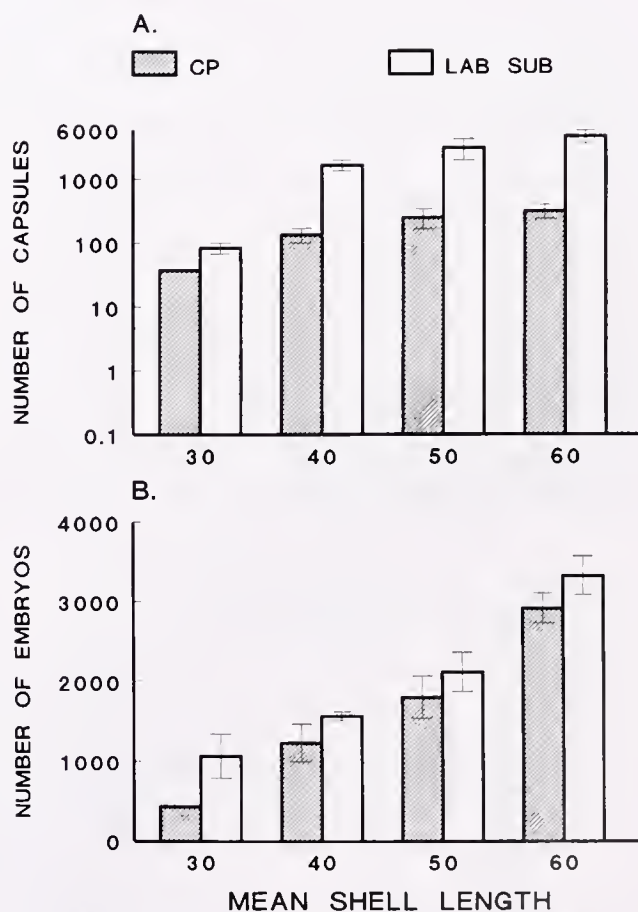 A.
CP LAB SUB
NUMBER OF CAPSULES
6000
1000
100
10
1
0.1
30 40 50 60
B.
NUMBER OF EMBRYOS
4000
3000
2000
1000
0
30 40 50 60
MEAN SHELL LENGTH